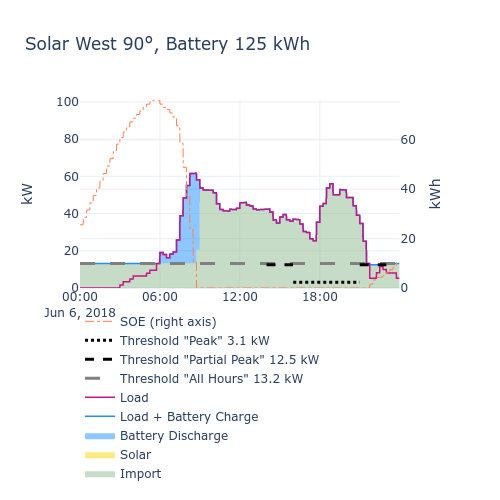 Solar West 90°, Battery 125 kWh
100
80
60
40
20
0
kW
60
40
20
0
kWh
00:00 06:00 12:00 18:00
Jun 6, 2018
SOE (right axis)
Threshold "Peak" 3.1 kW
Threshold "Partial Peak" 12.5 kW
Threshold "All Hours" 13.2 kW
Load
Load + Battery Charge
Battery Discharge
Solar
Import